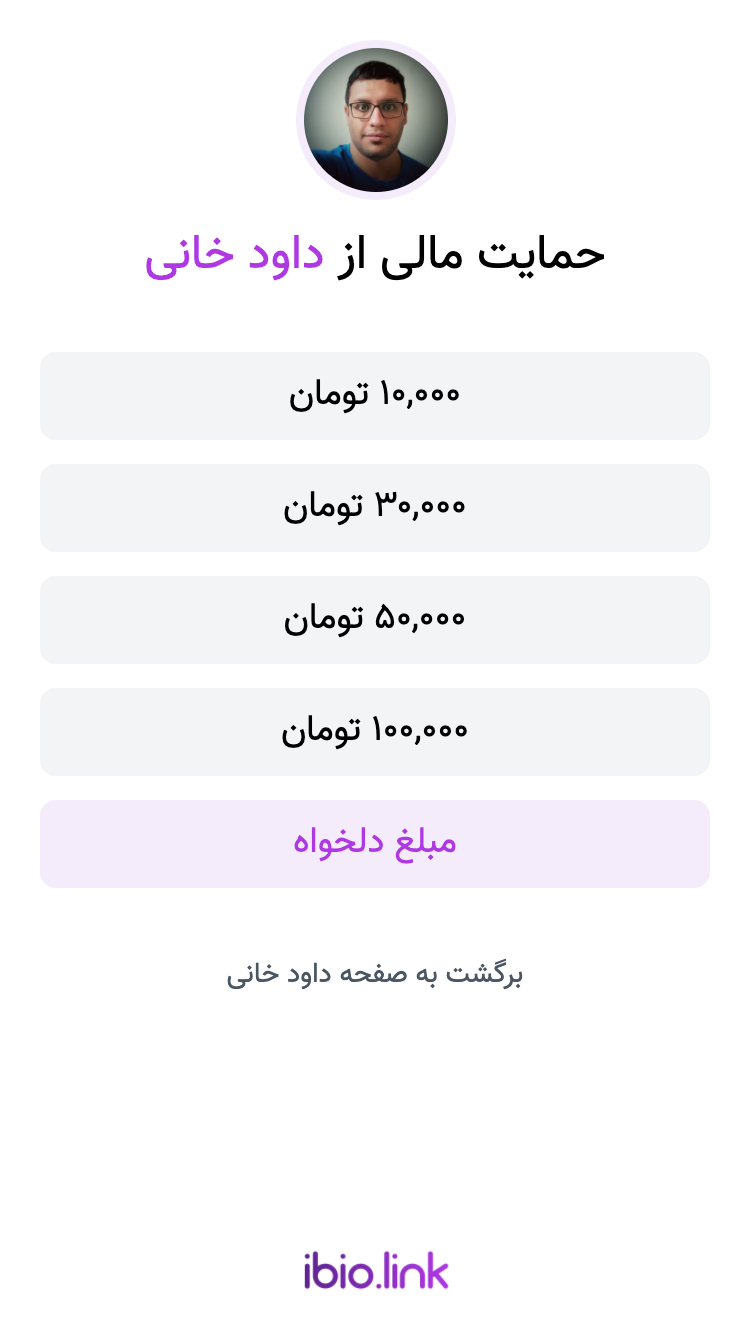 حمایت مالی از داود خانی
۱۰,۰۰۰ تومان
۳۰,۰۰۰ تومان
۵۰,۰۰۰ تومان
۱۰۰,۰۰۰ تومان
مبلغ دلخواه
برگشت به صفحه داود خانی
ibio.link